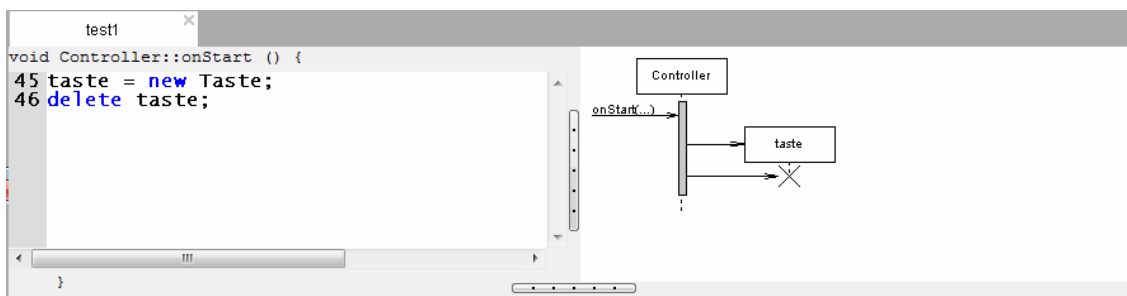 test1
void Controller::onStart () {
45 taste = new Taste;
46 delete taste;
}
Controller
onStart(...)
taste